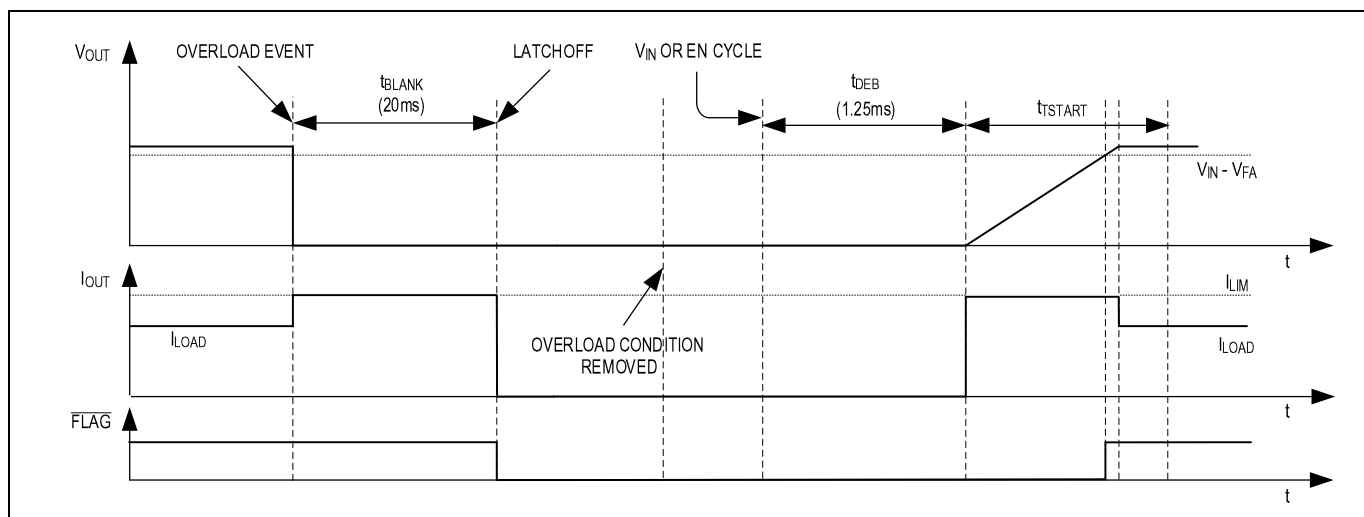 VOUT
OVERLOAD EVENT
tBLANK
(20ms)
LATCHOFF
VIN OR EN CYCLE
tDEB
(1.25ms)
tTSTART
VIN - VFA
t
IOUT
ILIM
ILOAD
OVERLOAD CONDITION
REMOVED
ILOAD
t
FLAG
t